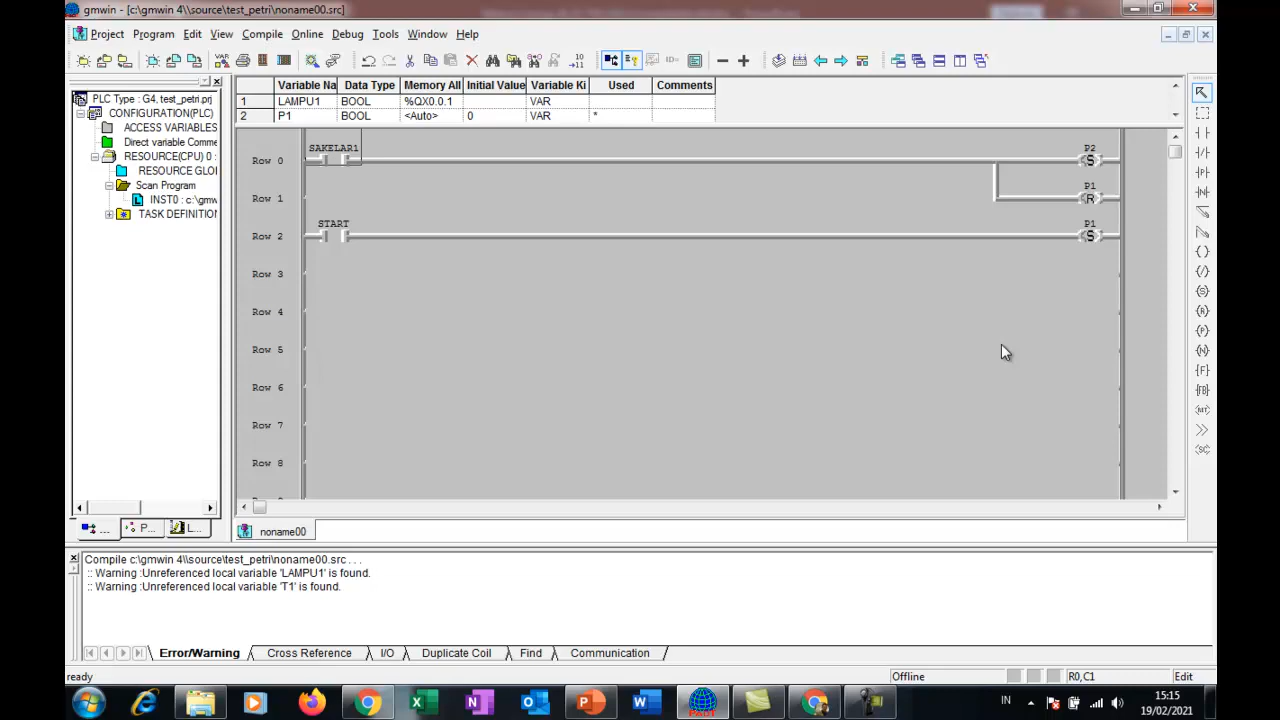 gmwin - [c:\gmwin 4\\source\test_petri\noname00.src]
Project Program Edit View Compile Online Debug Tools Window Help
Variable Na Data Type Memory All Initial Value Variable Ki Used Comments
1 LAMPU1 BOOL %QX0.0.1 VAR
2 P1 BOOL <Auto> 0 VAR *
PLC Type : G4, test_petri.prj
CONFIGURATION(PLC)
ACCESS VARIABLES
Direct variable Comme
RESOURCE(CPU) 0 :
RESOURCE GLO
Scan Program
INST0 : c:\gmw
TASK DEFINITION
SAKELAR1 P2
Row 0 S
P1
Row 1 R
START P1
Row 2 S
Row 3
Row 4
Row 5
Row 6
Row 7
Row 8
P... L...
noname00
Compile c:\gmwin 4\\source\test_petri\noname00.src . . .
:: Warning :Unreferenced local variable 'LAMPU1' is found.
:: Warning :Unreferenced local variable 'T1' is found.
Error/Warning Cross Reference I/O Duplicate Coil Find Communication
ready Offline R0,C1 Edit
IN 15:15
19/02/2021